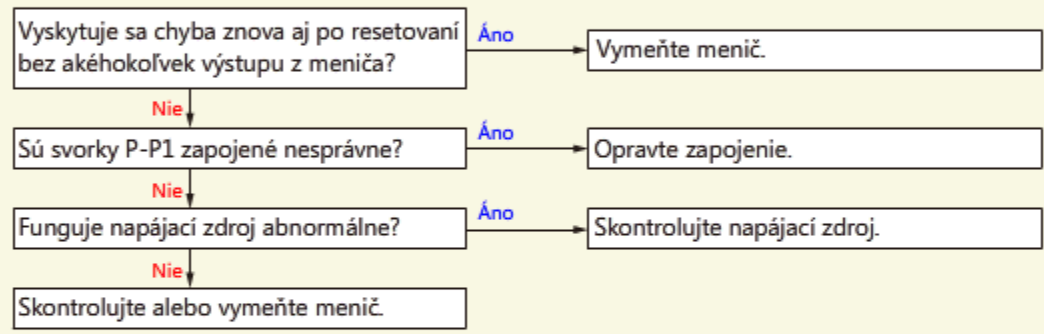 Vyskytuje sa chyba znova aj po resetovaní
bez akéhokoľvek výstupu z meniča?
Áno
Vymeňte menič.
Nie
Sú svorky P-P1 zapojené nesprávne?
Áno
Opravte zapojenie.
Nie
Funguje napájací zdroj abnormálne?
Áno
Skontrolujte napájací zdroj.
Nie
Skontrolujte alebo vymeňte menič.